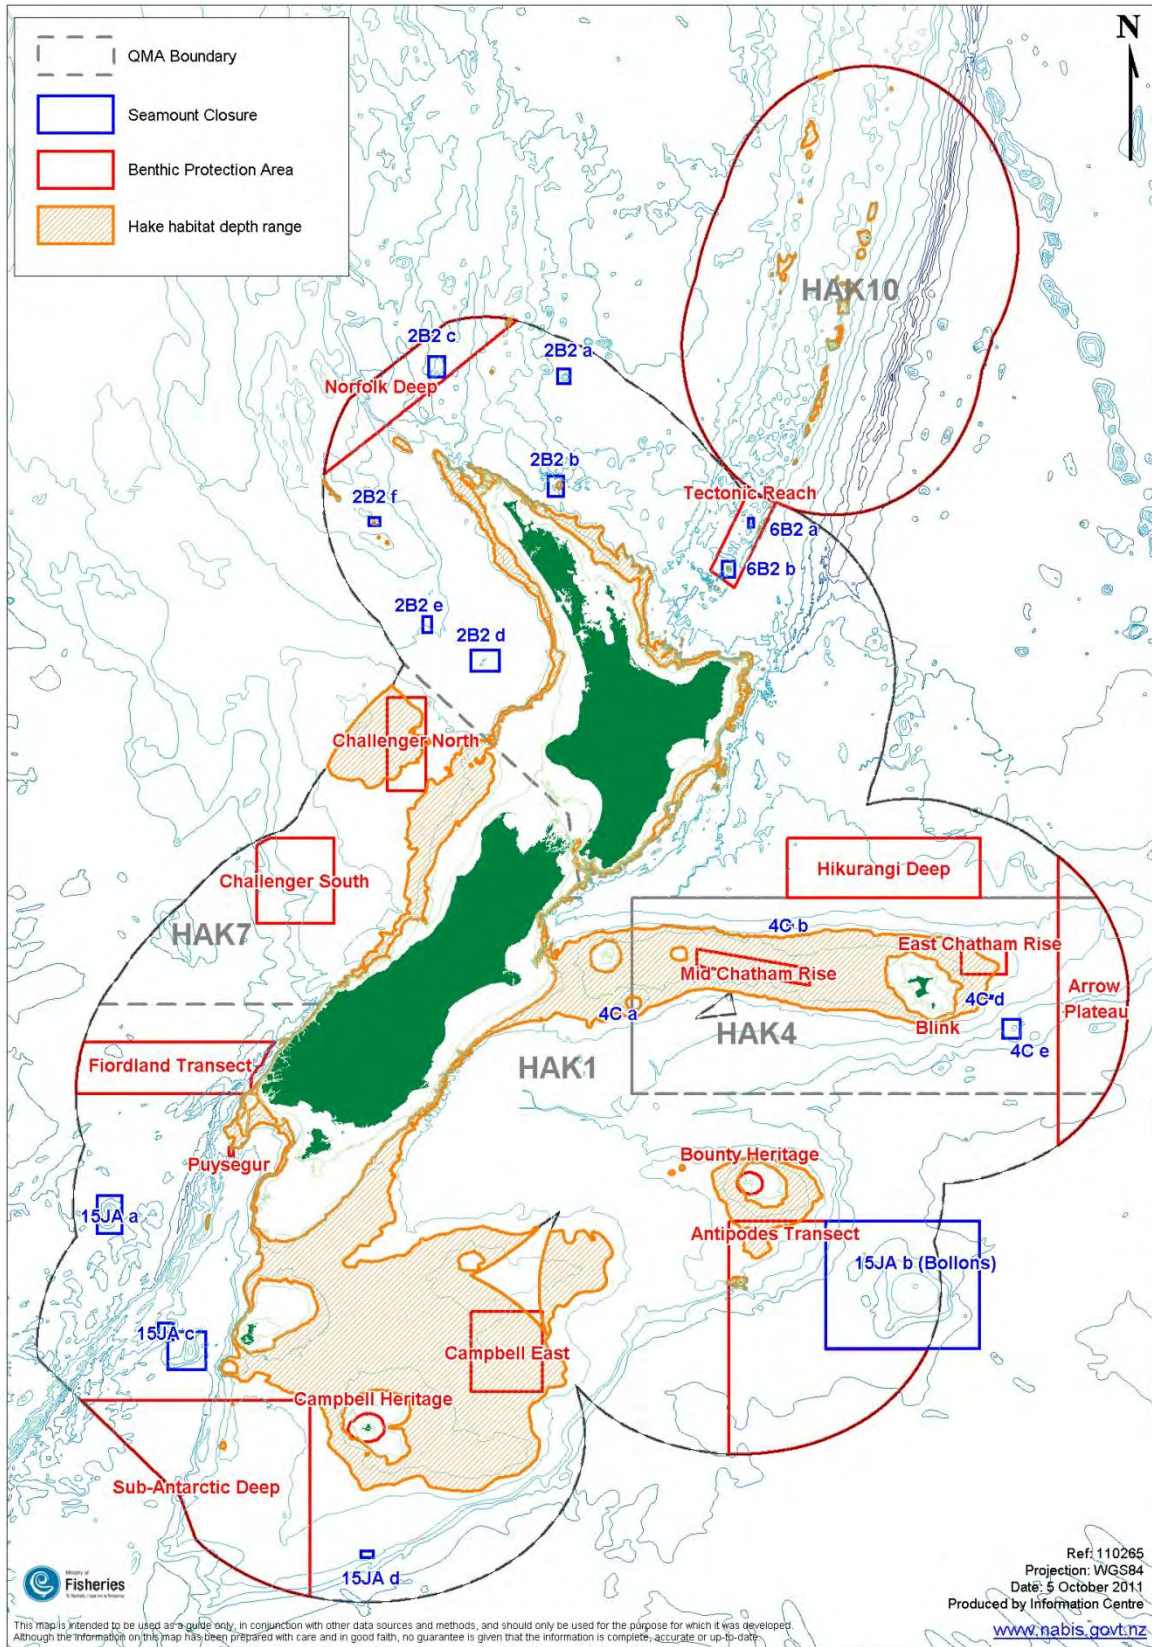 N
QMA Boundary
Seamount Closure
Benthic Protection Area
Hake habitat depth range
HAK10
2B2 c
2B2 a
Norfolk Deep
2B2 b
Tectonic Reach
2B2 f
6B2 a
6B2 b
2B2 e
2B2 d
Challenger North
Hikurangi Deep
Challenger South
HAK7
4C b
East Chatham Rise
Mid Chatham Rise
Arrow
Plateau
4C a
4C d
Blink
HAK4
4C e
HAK1
Fiordland Transect
Puysegur
Bounty Heritage
15JA a
Antipodes Transect
15JA b (Bollons)
15JA c
Campbell East
Campbell Heritage
Sub-Antarctic Deep
15JA d
Ministry of
Fisheries
Ref: 110265
Projection: WGS84
Date: 5 October 2011
Produced by Information Centre
www.nabis.govt.nz
This map is intended to be used as a guide only, in conjunction with other data sources and methods, and should only be used for the purpose for which it was developed.
Although the information on this map has been prepared with care and in good faith, no guarantee is given that the information is complete, accurate or up-to-date.